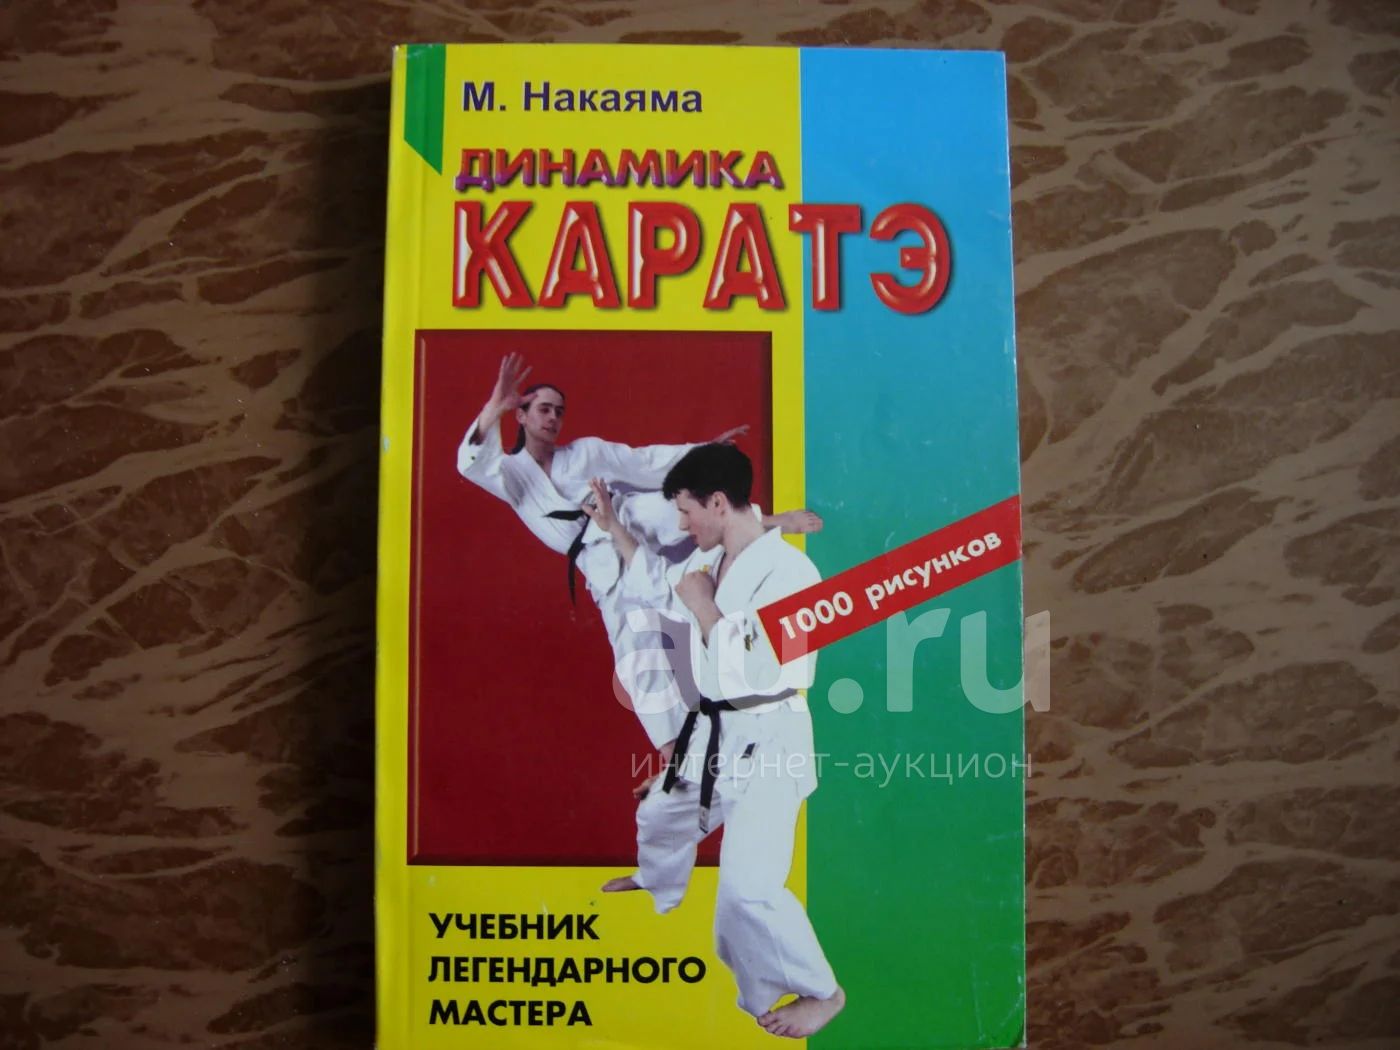 М. Накаяма
ДИНАМИКА
КАРАТЭ
1000 рисунков
au.ru
интернет-аукцион
УЧЕБНИК
ЛЕГЕНДАРНОГО
МАСТЕРА